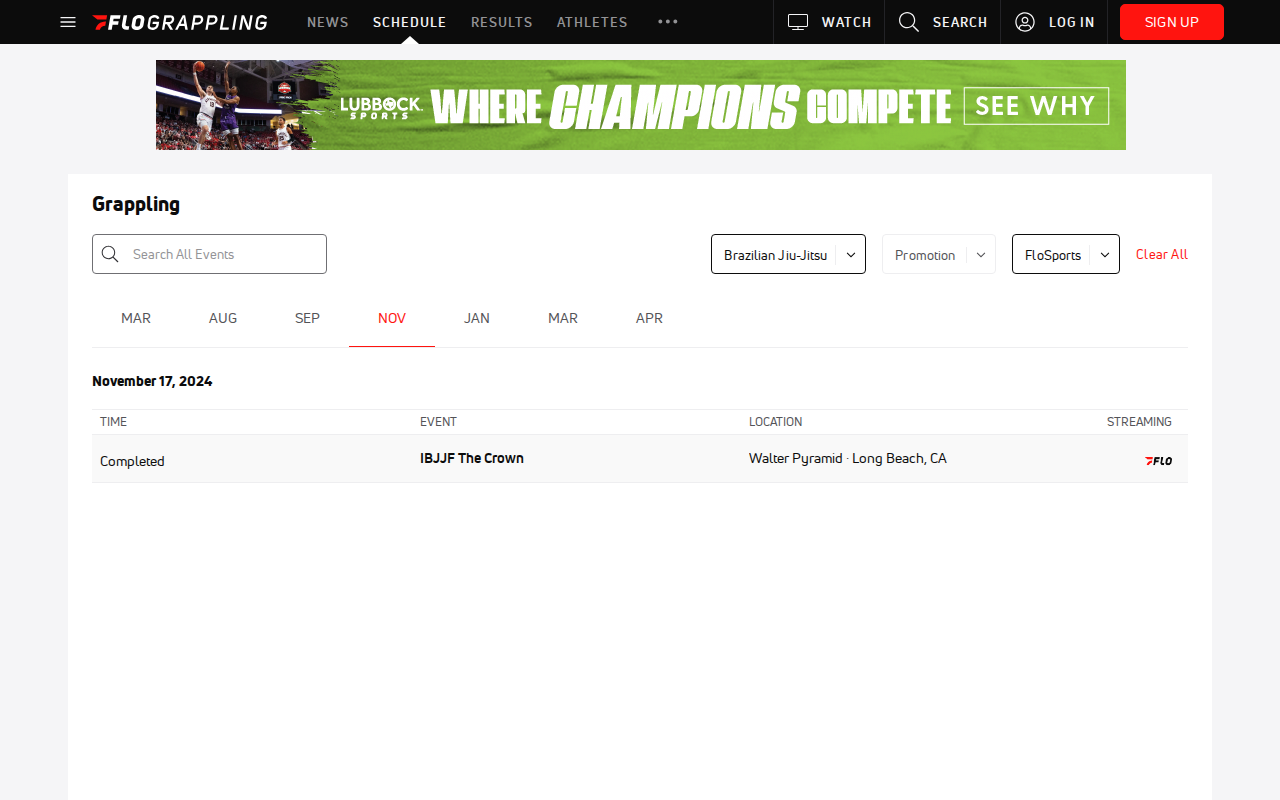 FLOGRAPPLING NEWS SCHEDULE RESULTS ATHLETES WATCH SEARCH LOG IN SIGN UP
LUBBOCK SPORTS WHERE CHAMPIONS COMPETE SEE WHY
Grappling
Search All Events Brazilian Jiu-Jitsu Promotion FloSports Clear All
MAR AUG SEP NOV JAN MAR APR
November 17, 2024
TIME EVENT LOCATION STREAMING
Completed IBJJF The Crown Walter Pyramid · Long Beach, CA FLO